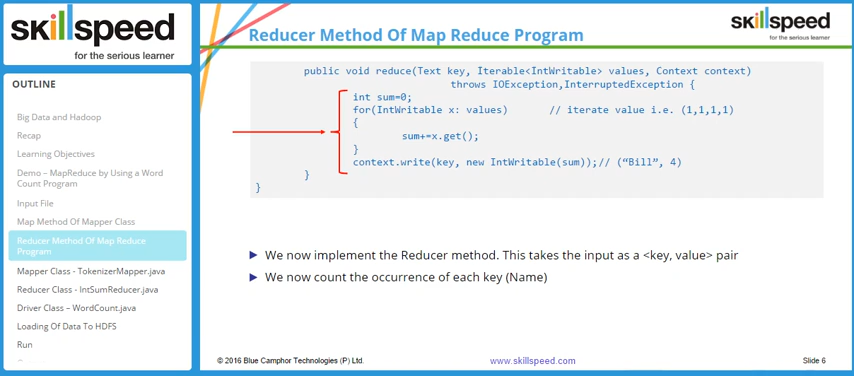 skillspeed
for the serious learner
OUTLINE
Big Data and Hadoop
Recap
Learning Objectives
Demo – MapReduce by Using a Word
Count Program
Input File
Map Method Of Mapper Class
Reducer Method Of Map Reduce
Program
Mapper Class - TokenizerMapper.java
Reducer Class - IntSumReducer.java
Driver Class – WordCount.java
Loading Of Data To HDFS
Run
Reducer Method Of Map Reduce Program
skillspeed
for the serious learner
public void reduce(Text key, Iterable<IntWritable> values, Context context)
throws IOException,InterruptedException {
int sum=0;
for(IntWritable x: values) // iterate value i.e. (1,1,1,1)
{
sum+=x.get();
}
context.write(key, new IntWritable(sum));// (“Bill”, 4)
}
}
We now implement the Reducer method. This takes the input as a <key, value> pair
We now count the occurrence of each key (Name)
© 2016 Blue Camphor Technologies (P) Ltd.
www.skillspeed.com
Slide 6